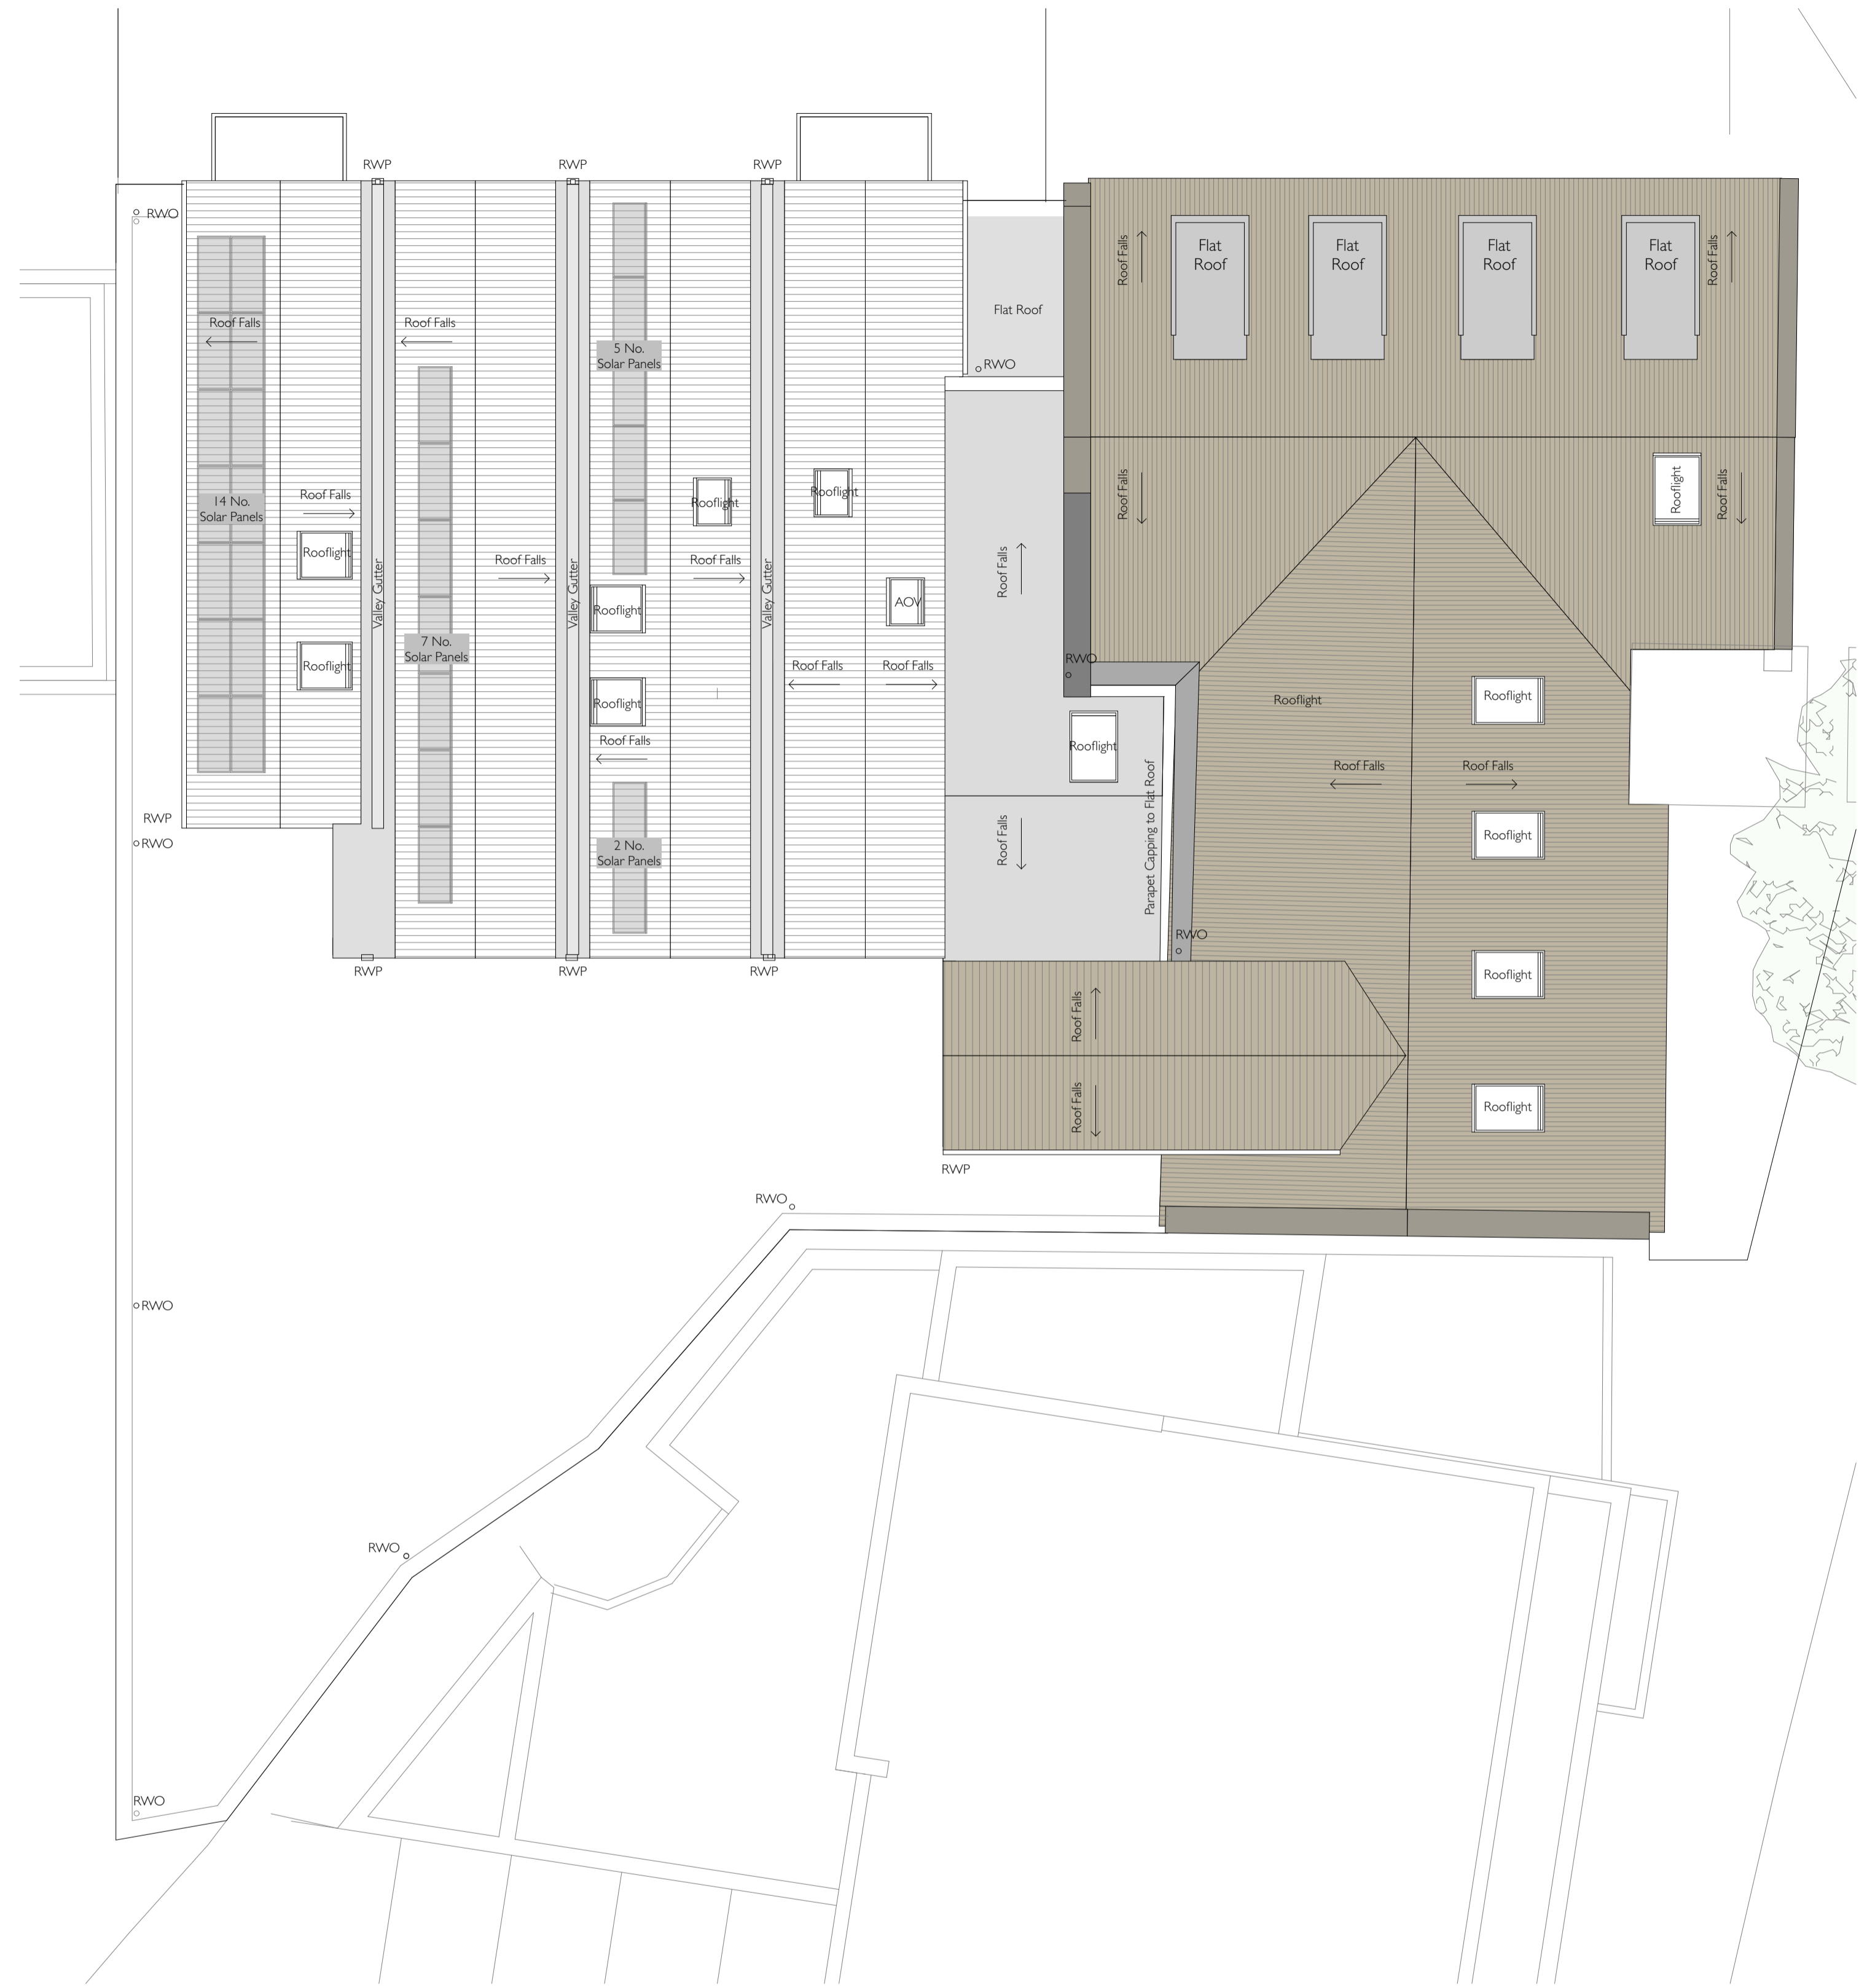 RWP
RWP
RWP
RWO
Flat
Roof
Flat
Roof
Flat
Roof
Flat
Roof
Roof Falls
Roof Falls
Roof Falls
Roof Falls
Flat Roof
5 No.
Solar Panels
RWO
14 No.
Solar Panels
Roof Falls
Rooflight
Rooflight
Rooflight
Roof Falls
Roof Falls
Rooflight
Rooflight
Roof Falls
Roof Falls
Roof Falls
Valley Gutter
Valley Gutter
Valley Gutter
Rooflight
AOV
7 No.
Solar Panels
Rooflight
Rooflight
Roof Falls
Roof Falls
RWO
Rooflight
Rooflight
Roof Falls
Rooflight
Roof Falls
Roof Falls
RWP
RWO
2 No.
Solar Panels
Roof Falls
Parapet Capping to Flat Roof
Rooflight
RWO
RWP
RWP
RWP
Rooflight
Roof Falls
Roof Falls
Rooflight
RWP
RWO
RWO
RWO
RWO